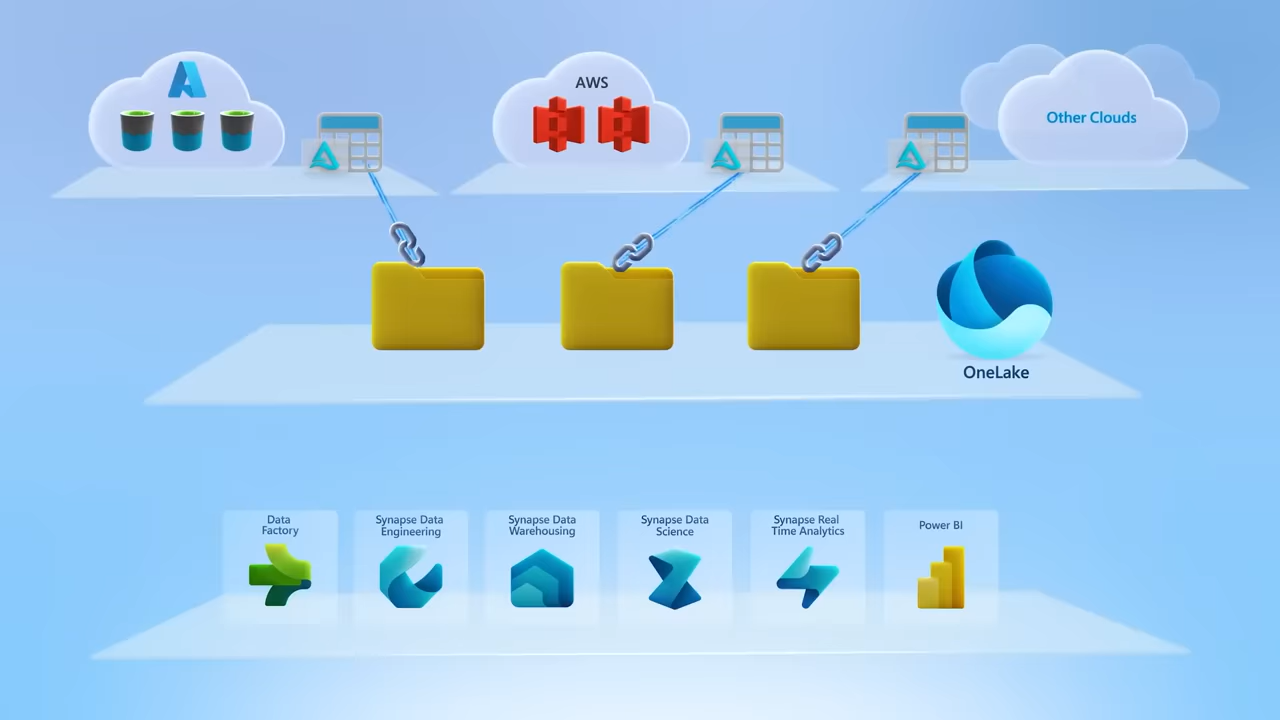 AWS
Other Clouds
OneLake
Data
Factory
Synapse Data
Engineering
Synapse Data
Warehousing
Synapse Data
Science
Synapse Real
Time Analytics
Power BI